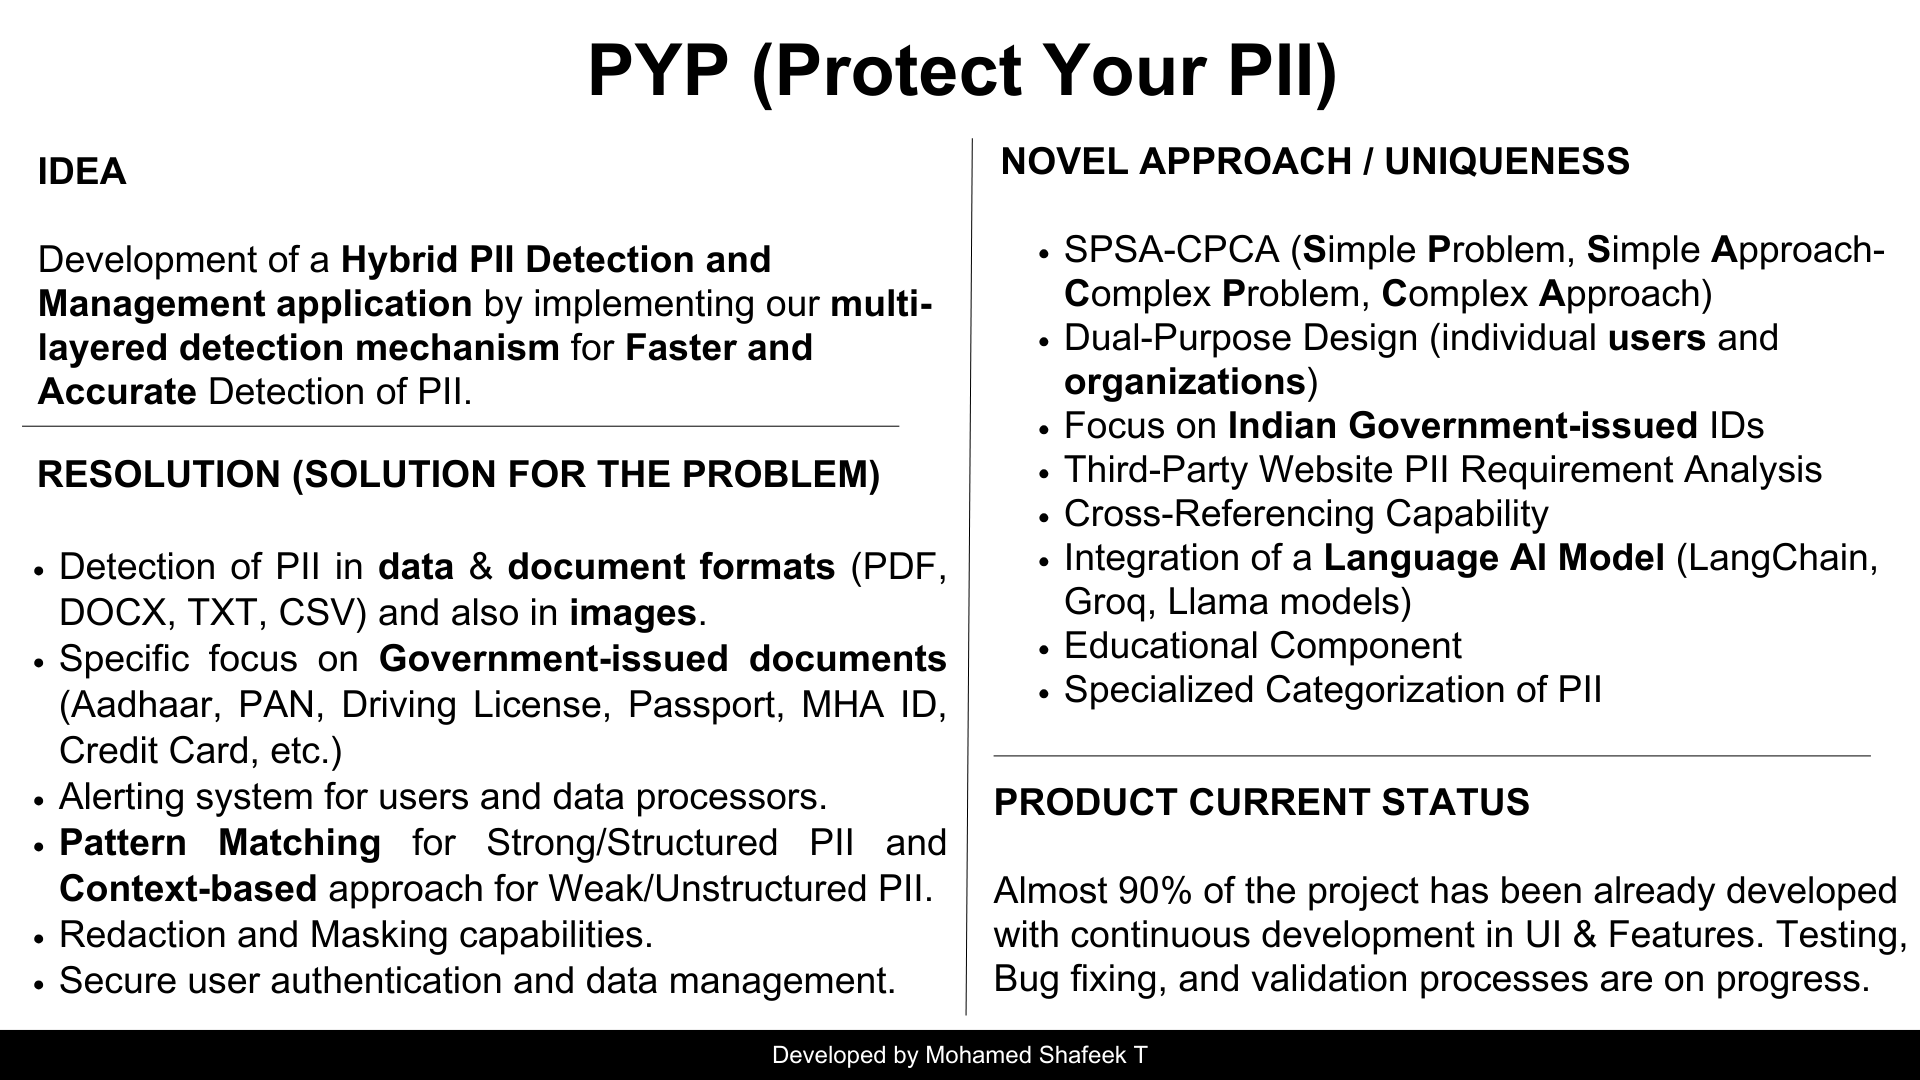 PYP (Protect Your PII)
IDEA
Development of a Hybrid PII Detection and
Management application by implementing our multi-
layered detection mechanism for Faster and
Accurate Detection of PII.
RESOLUTION (SOLUTION FOR THE PROBLEM)
• Detection of PII in data & document formats (PDF,
DOCX, TXT, CSV) and also in images.
• Specific focus on Government-issued documents
(Aadhaar, PAN, Driving License, Passport, MHA ID,
Credit Card, etc.)
• Alerting system for users and data processors.
• Pattern Matching for Strong/Structured PII and
Context-based approach for Weak/Unstructured PII.
• Redaction and Masking capabilities.
• Secure user authentication and data management.
NOVEL APPROACH / UNIQUENESS
• SPSA-CPCA (Simple Problem, Simple Approach-
Complex Problem, Complex Approach)
• Dual-Purpose Design (individual users and
organizations)
• Focus on Indian Government-issued IDs
• Third-Party Website PII Requirement Analysis
• Cross-Referencing Capability
• Integration of a Language AI Model (LangChain,
Groq, Llama models)
• Educational Component
• Specialized Categorization of PII
PRODUCT CURRENT STATUS
Almost 90% of the project has been already developed
with continuous development in UI & Features. Testing,
Bug fixing, and validation processes are on progress.
Developed by Mohamed Shafeek T